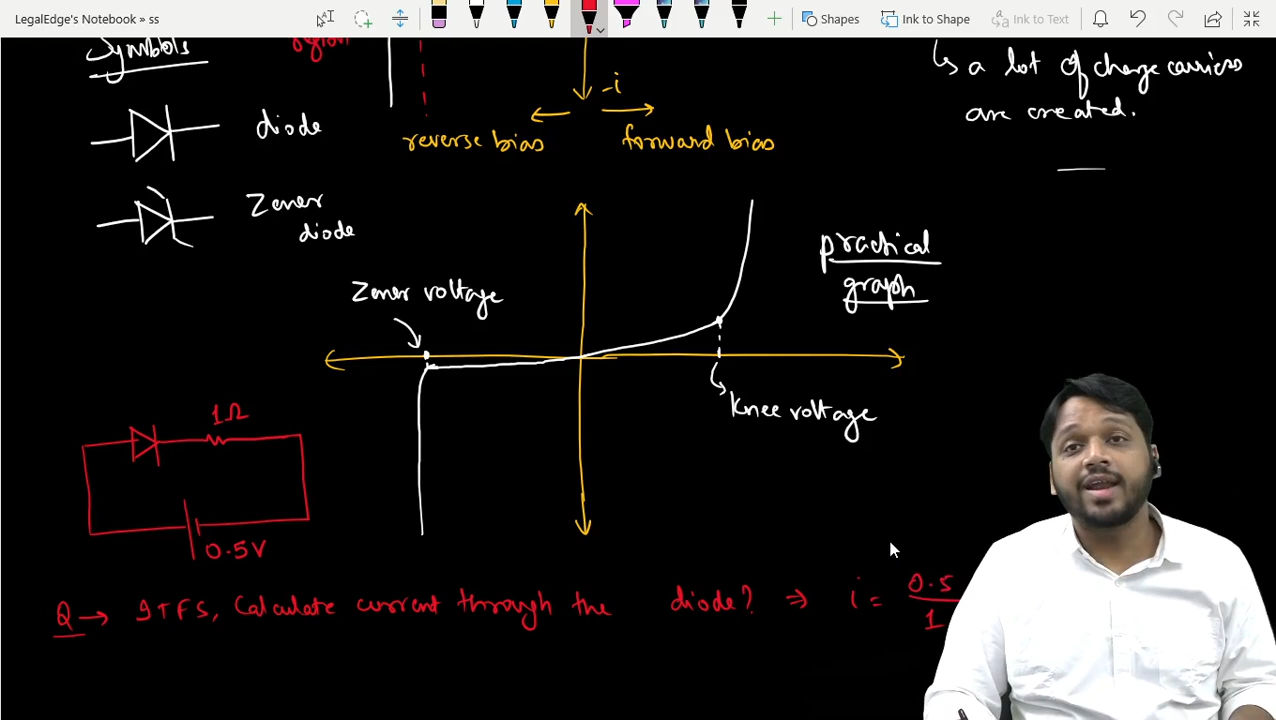 LegalEdge's Notebook » ss
Shapes
Ink to Shape
Ink to Text
Symbols
region
-i
reverse bias
forward bias
↳ a lot of charge carriers
are created.
diode
Zener
diode
practical
graph
Zener voltage
Knee voltage
1Ω
0.5V
Q → ITFS, Calculate current through the diode? ⇒ i = 0.5
1